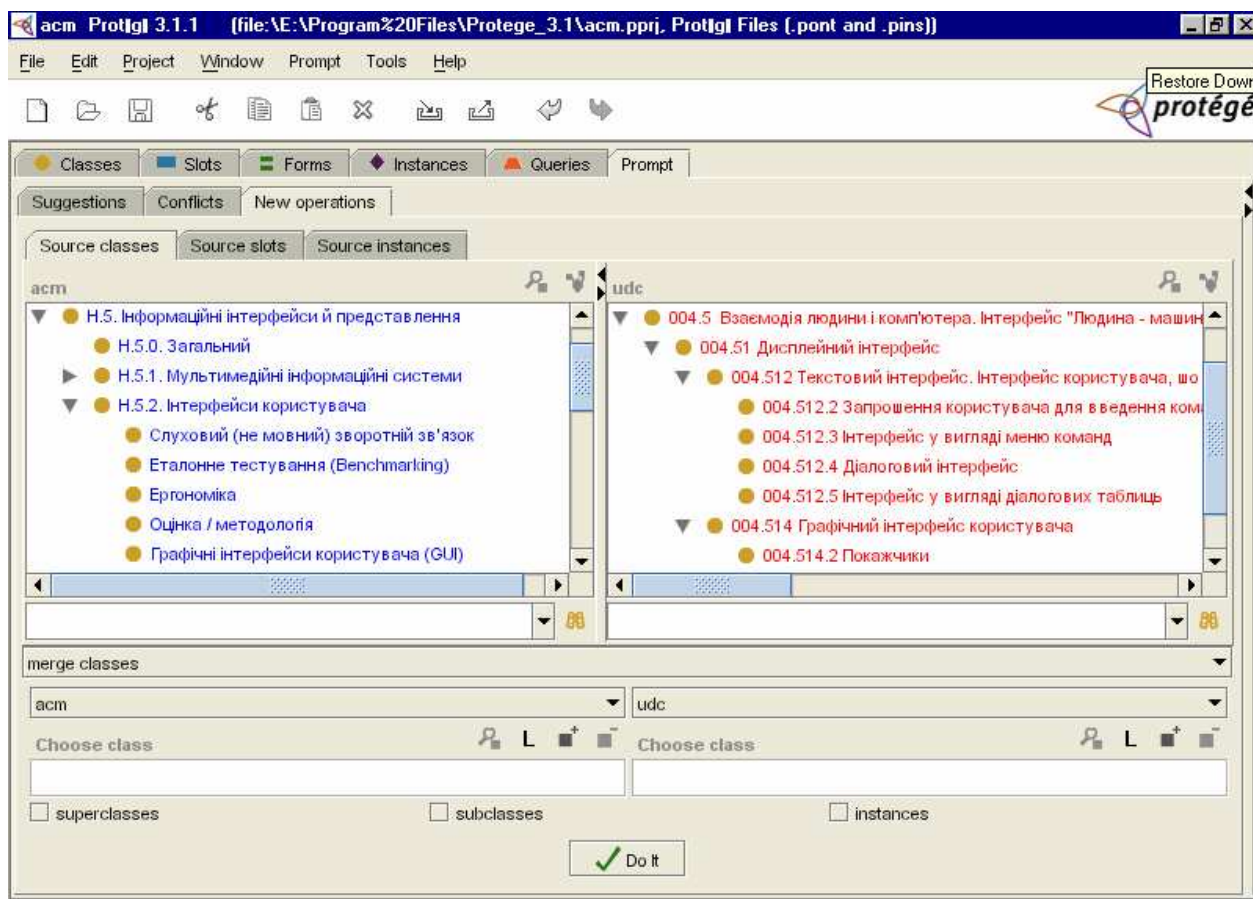 acm Prot|g| 3.1.1 (file:\E:\Program%20Files\Protege_3.1\acm.pprj, Prot|g| Files (.pont and .pins))
File Edit Project Window Prompt Tools Help
Restore Down
protégé
Classes Slots Forms Instances Queries Prompt
Suggestions Conflicts New operations
Source classes Source slots Source instances
acm
H.5. Інформаційні інтерфейси й представлення
H.5.0. Загальний
H.5.1. Мультимедійні інформаційні системи
H.5.2. Інтерфейси користувача
Слуховий (не мовний) зворотній зв'язок
Еталонне тестування (Benchmarking)
Ергономіка
Оцінка / методологія
Графічні інтерфейси користувача (GUI)
udc
004.5 Взаємодія людини і комп'ютера. Інтерфейс "Людина - машин
004.51 Дисплейний інтерфейс
004.512 Текстовий інтерфейс. Інтерфейс користувача, шо
004.512.2 Запрошення користувача для введення ком
004.512.3 Інтерфейс у вигляді меню команд
004.512.4 Діалоговий інтерфейс
004.512.5 Інтерфейс у вигляді діалогових таблиць
004.514 Графічний інтерфейс користувача
004.514.2 Покажчики
merge classes
acm udc
Choose class L Choose class L
superclasses subclasses instances
Do It